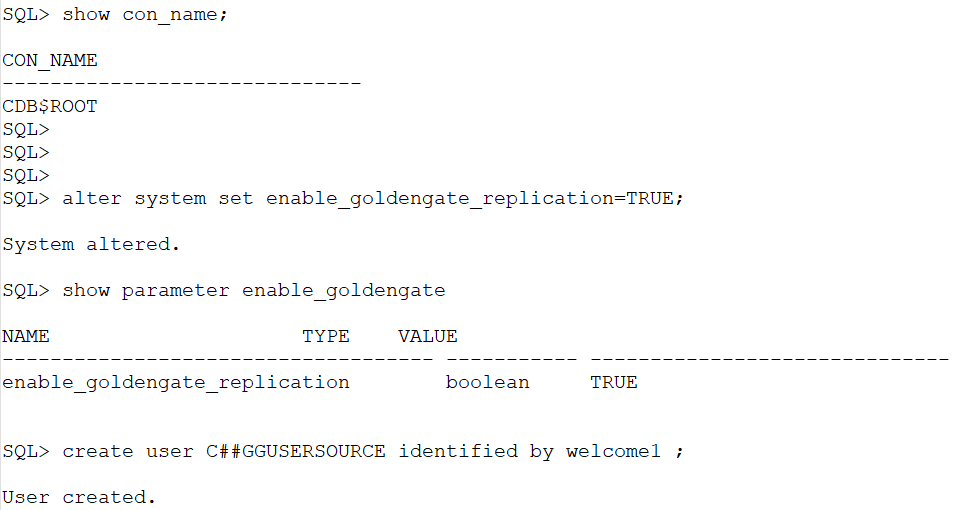 SQL> show con_name;
CON_NAME
------------------------------
CDB$ROOT
SQL>
SQL>
SQL>
SQL> alter system set enable_goldengate_replication=TRUE;
System altered.
SQL> show parameter enable_goldengate
NAME TYPE VALUE
------------------------------------ ----------- ------------------------------
enable_goldengate_replication boolean TRUE
SQL> create user C##GGUSERSOURCE identified by welcome1 ;
User created.